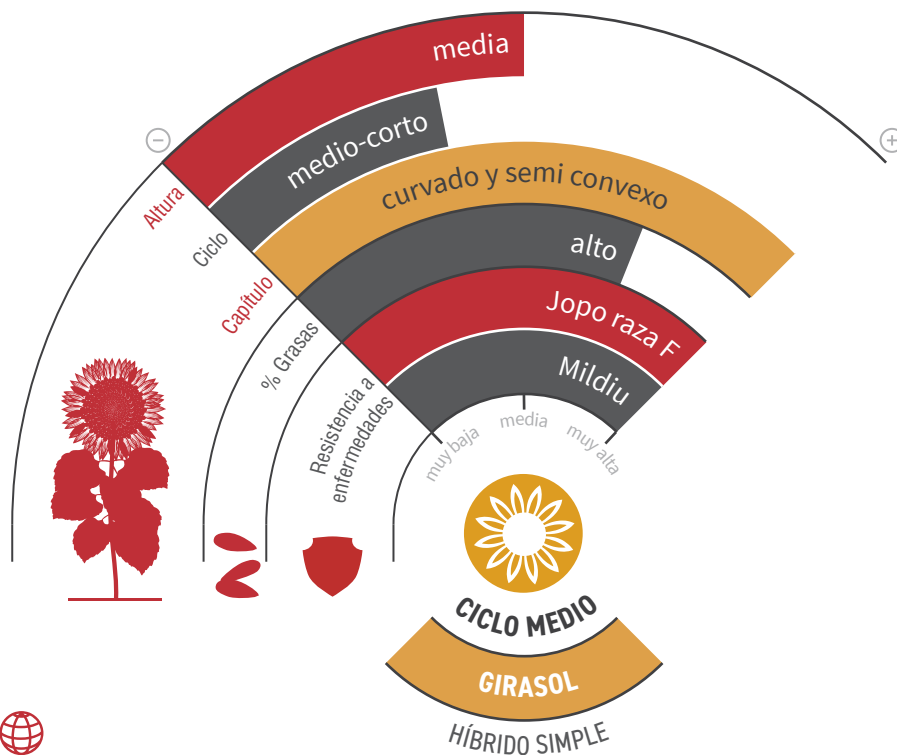 −
+
media
medio-corto
curvado y semi convexo
alto
Jopo raza F
Mildiu
Altura
Ciclo
Capítulo
% Grasas
Resistencia a
enfermedades
muy baja
media
muy alta
CICLO MEDIO
GIRASOL
HÍBRIDO SIMPLE